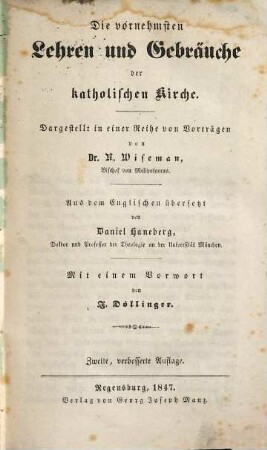 Die vornehmsten
Lehren und Gebräuche
der
katholischen Kirche.
Dargestellt in einer Reihe von Vorträgen
von
Dr. N. Wiseman,
Bischof von Melipotamus.
Aus dem Englischen übersetzt
von
Daniel Haneberg,
Doktor und Professor der Theologie an der Universität München.
Mit einem Vorwort
von
J. Döllinger.
Zweite, verbesserte Auflage.
Regensburg, 1847.
Verlag von Georg Joseph Manz.